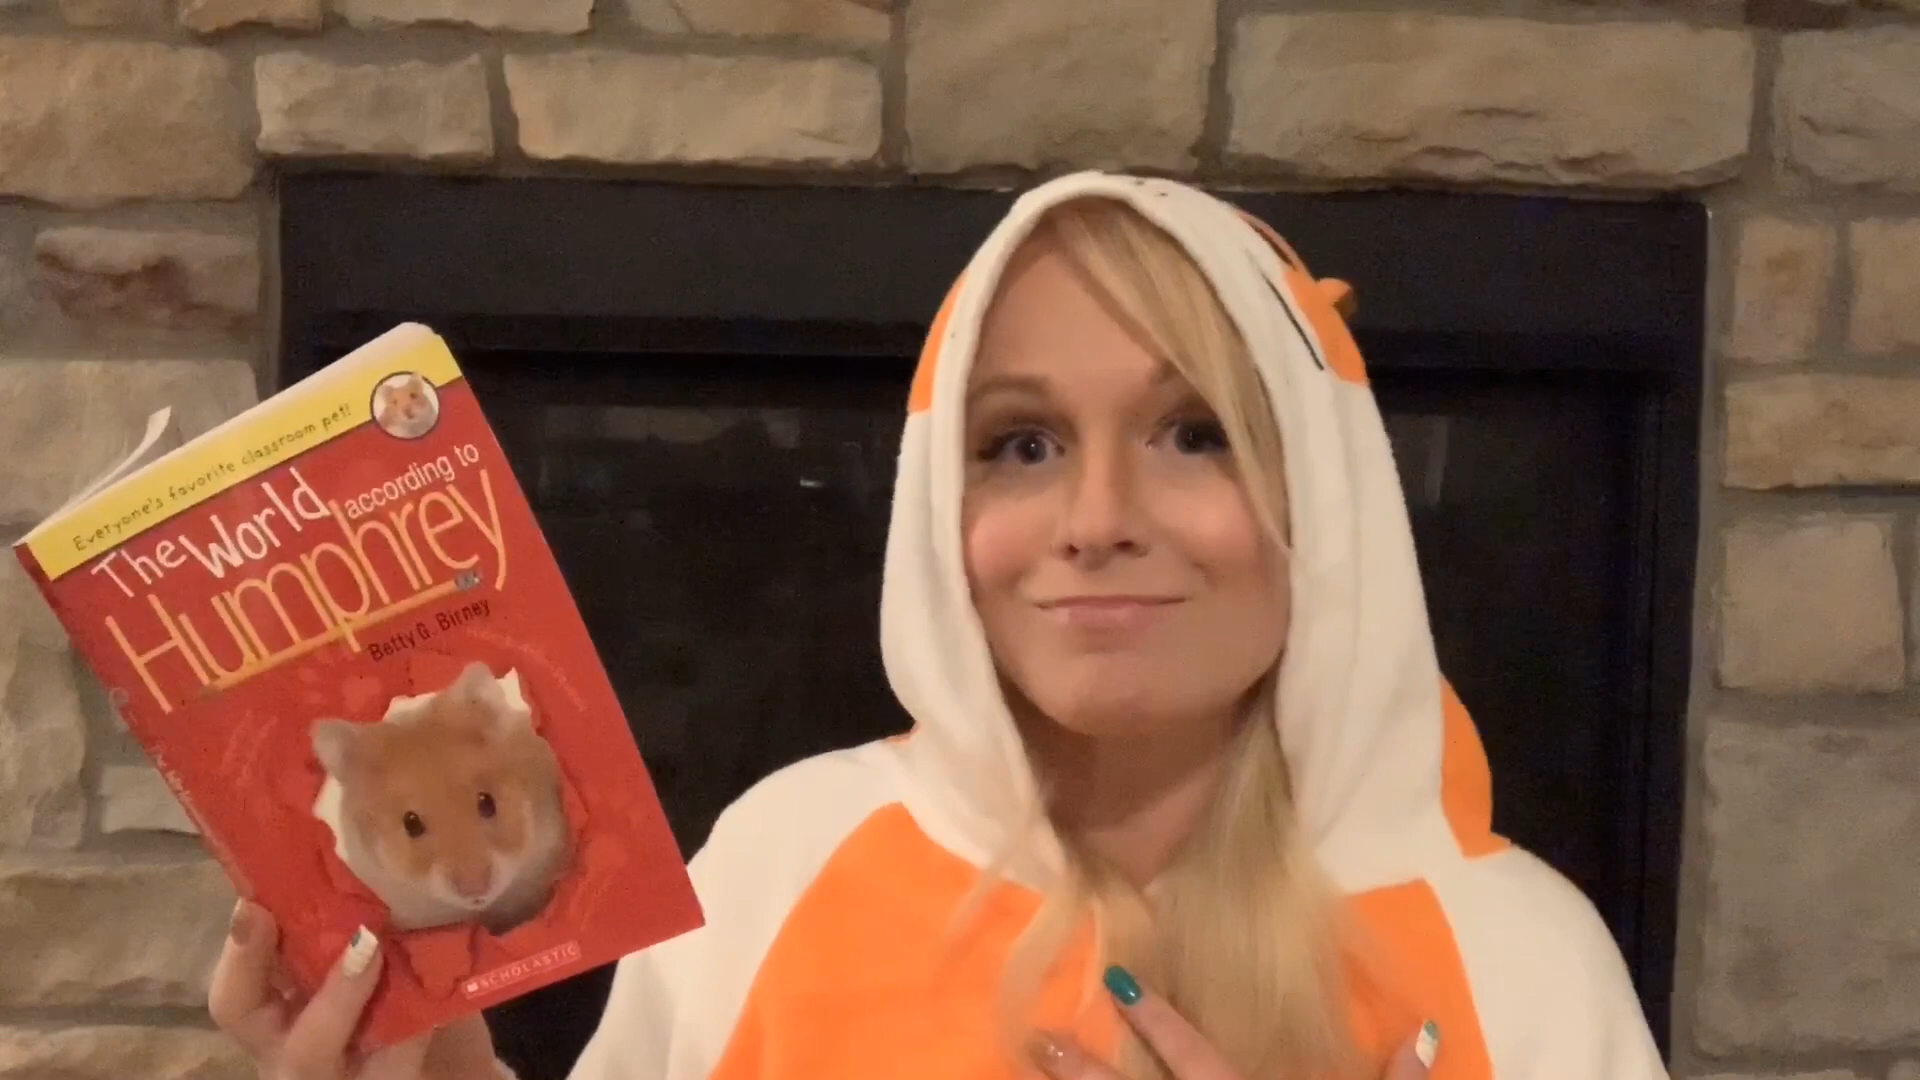 Everyone's favorite classroom pet!
The World according to
Humphrey
Betty G. Birney
SCHOLASTIC